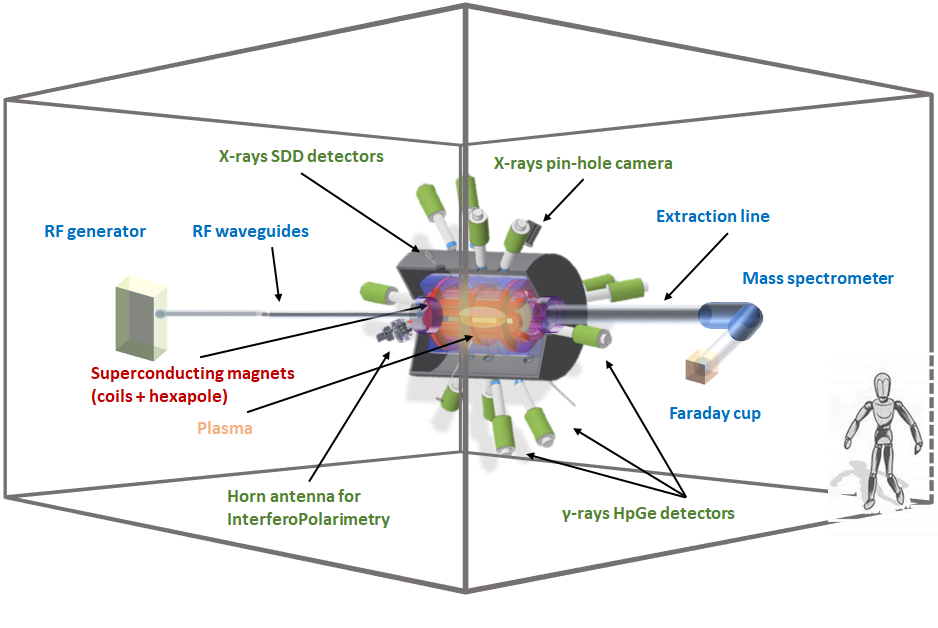 X-rays SDD detectors
X-rays pin-hole camera
Extraction line
RF generator
RF waveguides
Mass spectrometer
Superconducting magnets
(coils + hexapole)
Plasma
Faraday cup
Horn antenna for
InterferoPolarimetry
γ-rays HpGe detectors